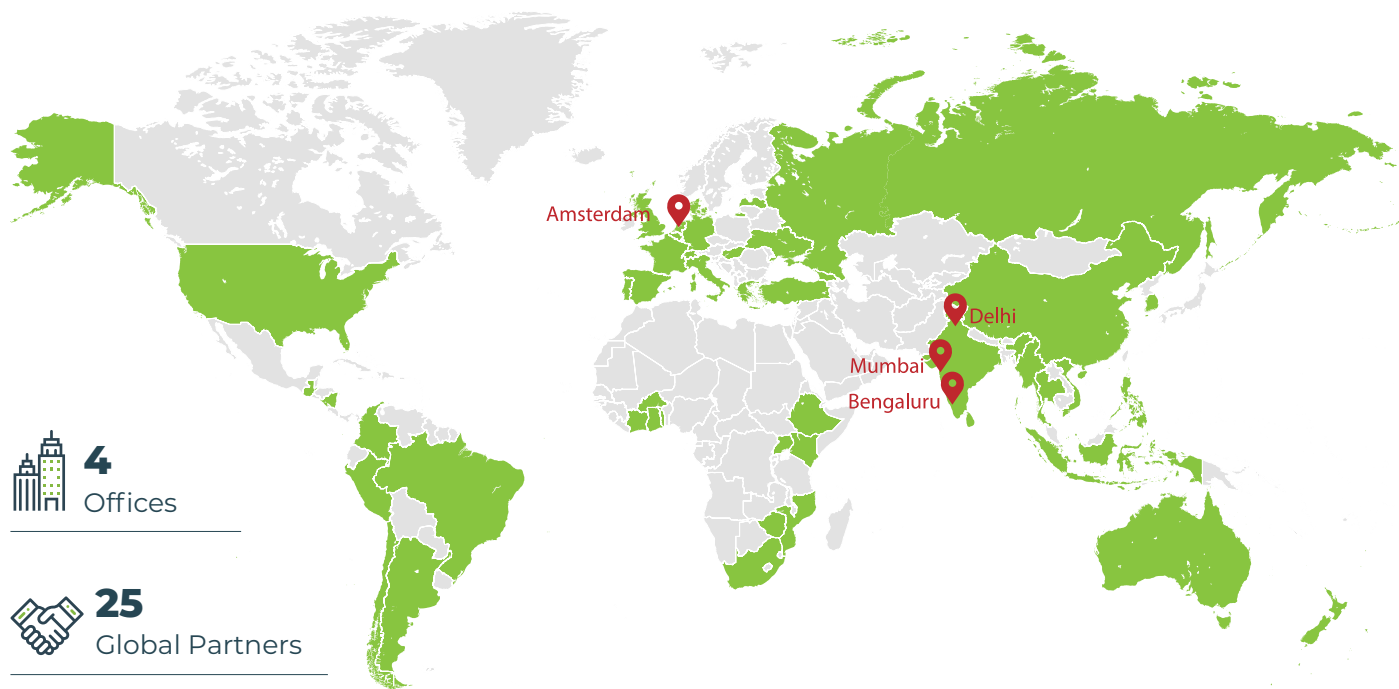 Amsterdam
Delhi
Mumbai
Bengaluru
4
Offices
25
Global Partners